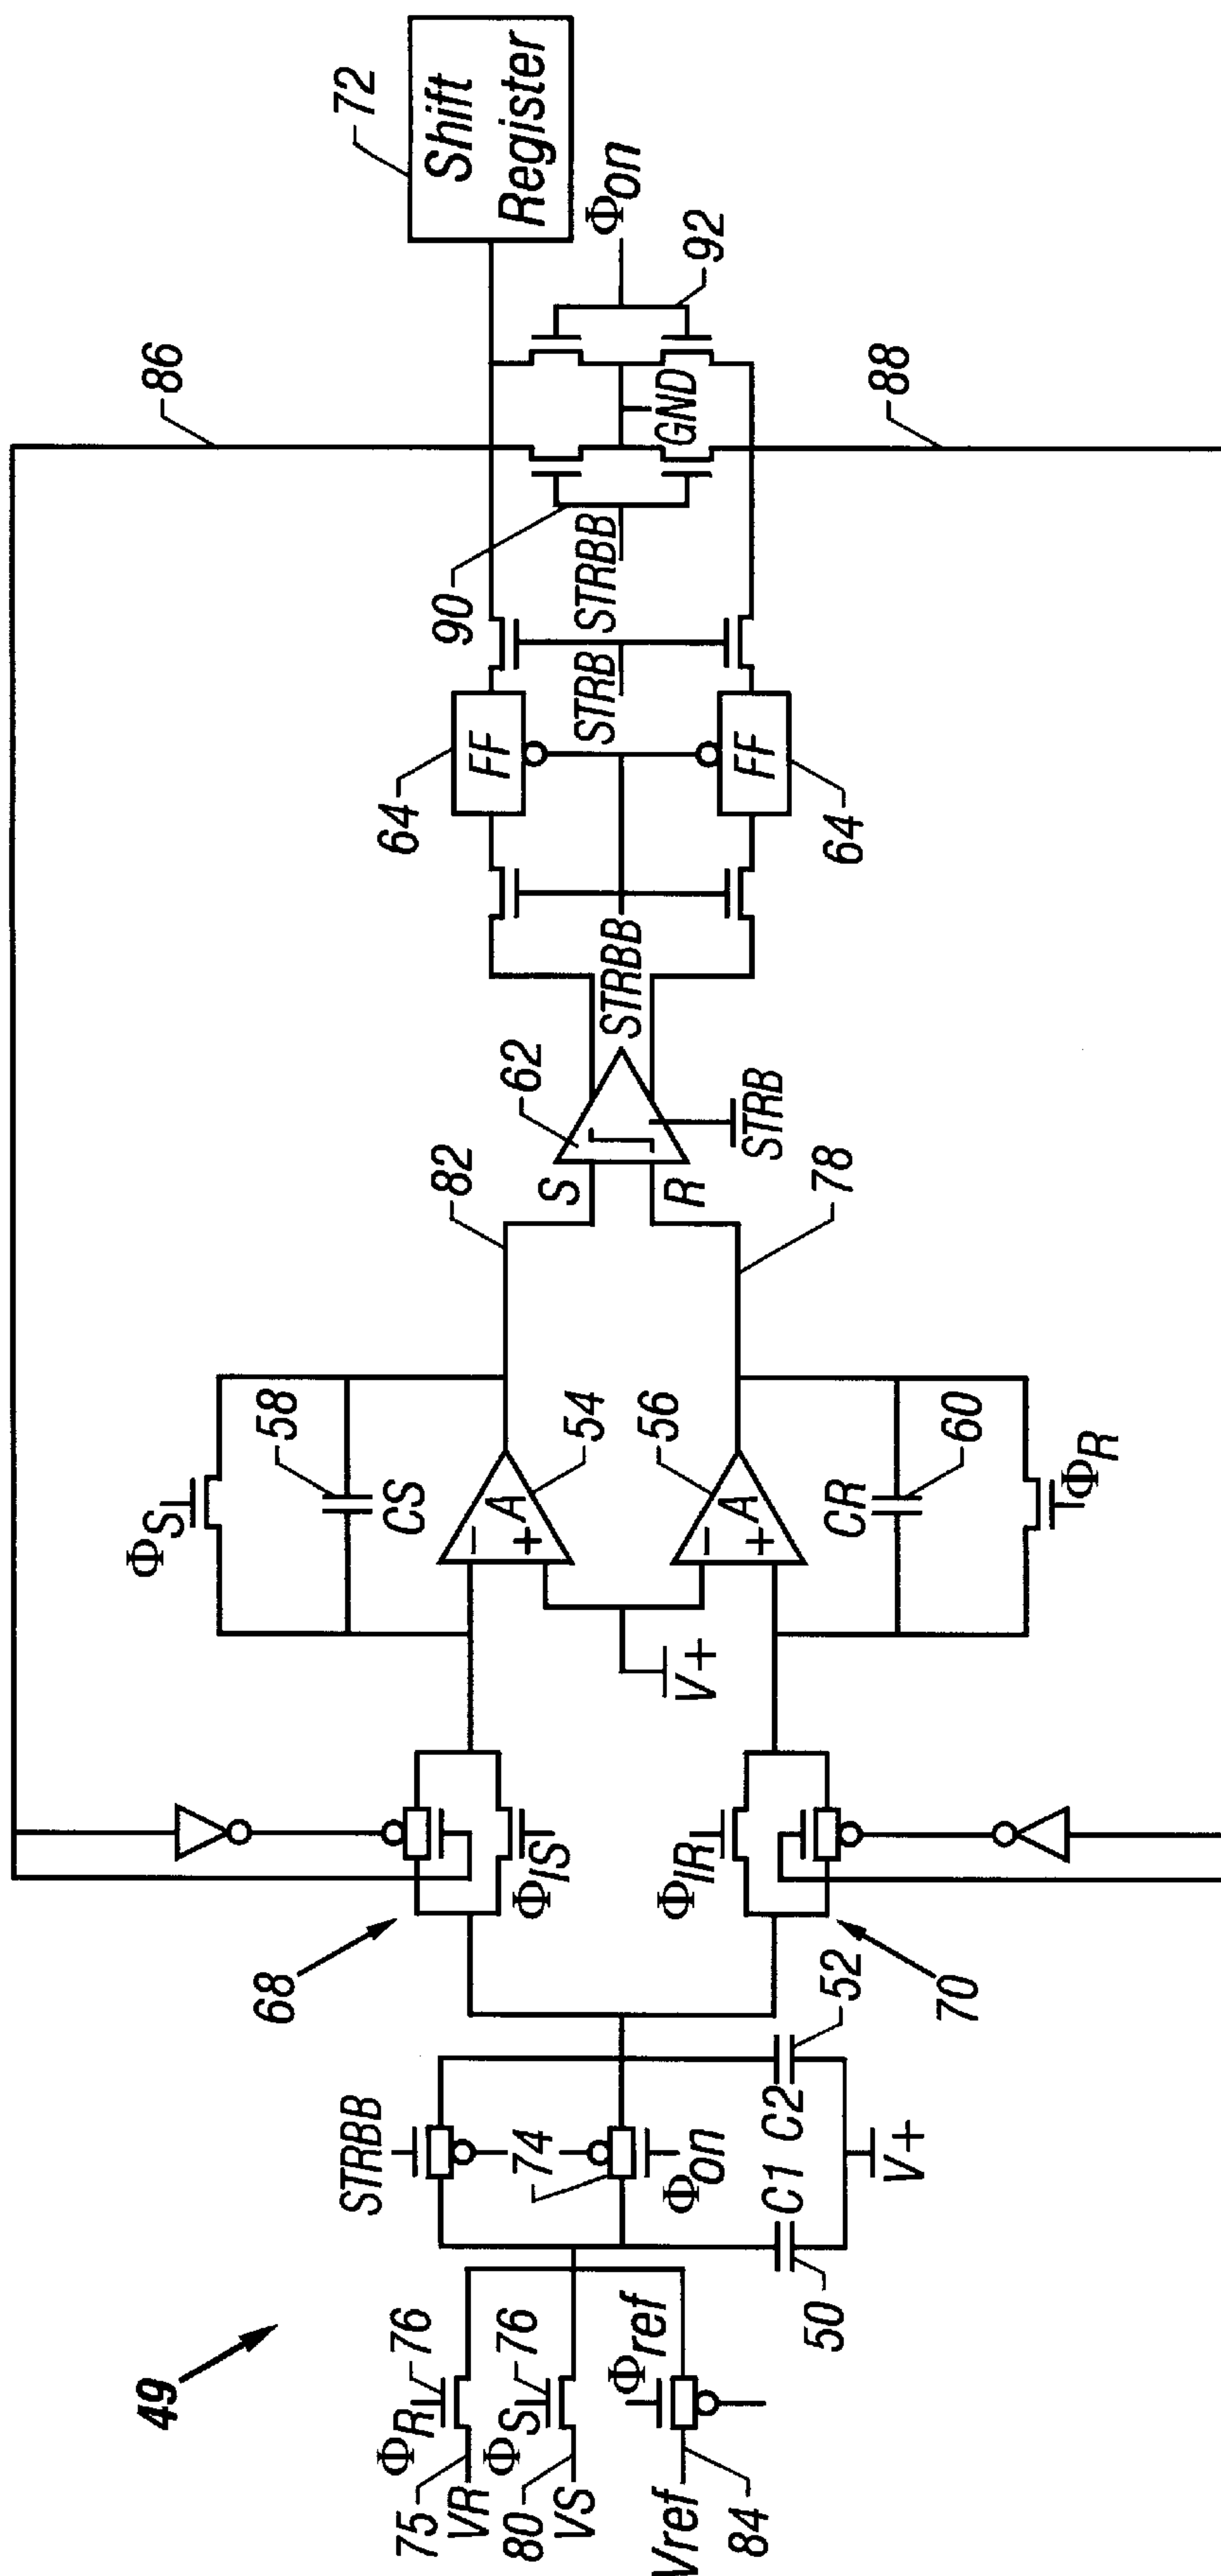 49
75
VR
ΦR
76
80
VS
ΦS
76
Vref
84
Φref
50
C1
C2
52
V+
STRBB
74
Φon
68
ΦIS
ΦIR
70
ΦS
58
CS
A
54
-
+
V+
A
56
-
+
CR
60
ΦR
82
S
R
78
62
STRB
STRBB
64
FF
FF
64
STRB
STRBB
90
86
GND
88
92
Φon
72
Shift
Register